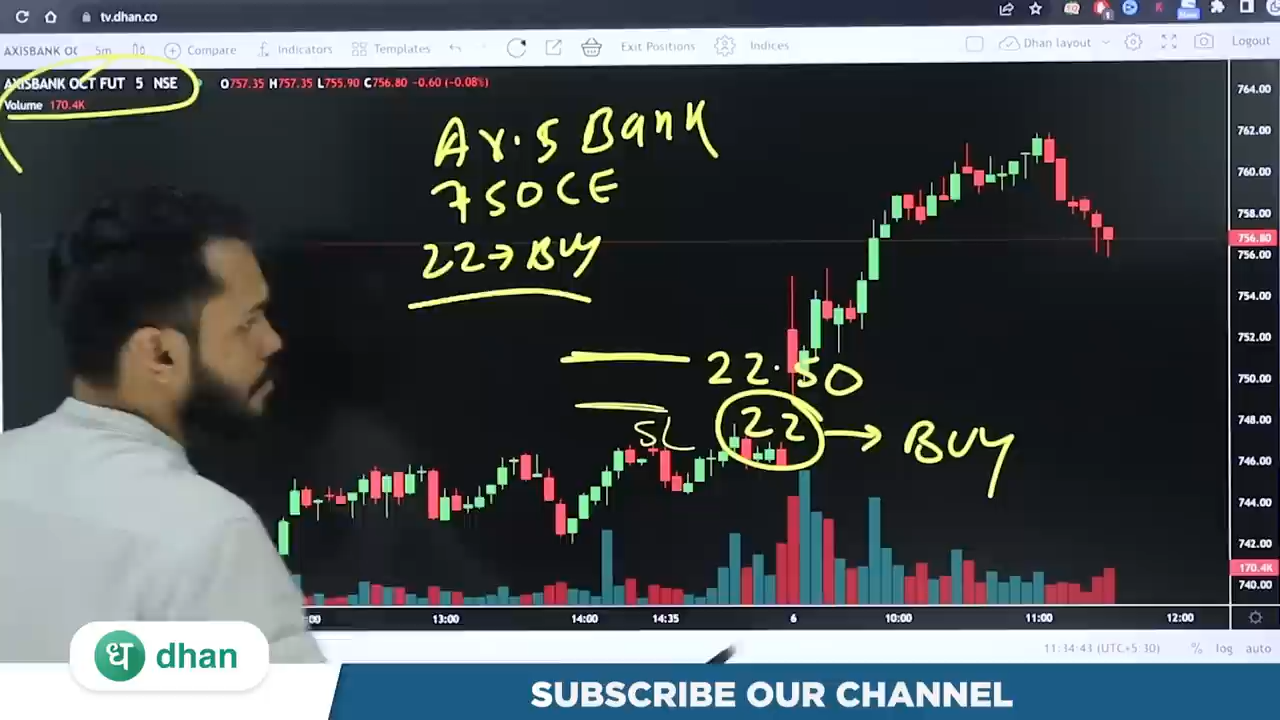 tv.dhan.co
AXISBANK OC 5m Compare Indicators Templates Exit Positions Indices Dhan layout Logout
AXISBANK OCT FUT 5 NSE O757.35 H757.35 L755.90 C756.80 -0.60 (-0.08%)
Volume 170.4K
764.00
762.00
760.00
758.00
756.80
756.00
754.00
752.00
750.00
748.00
746.00
744.00
742.00
170.4K
740.00
Axis Bank
750CE
22→BUY
22.50
SL 22 → BUY
:00 13:00 14:00 14:35 6 10:00 11:00 12:00
11:34:43 (UTC+5:30) % log auto
ध dhan
SUBSCRIBE OUR CHANNEL